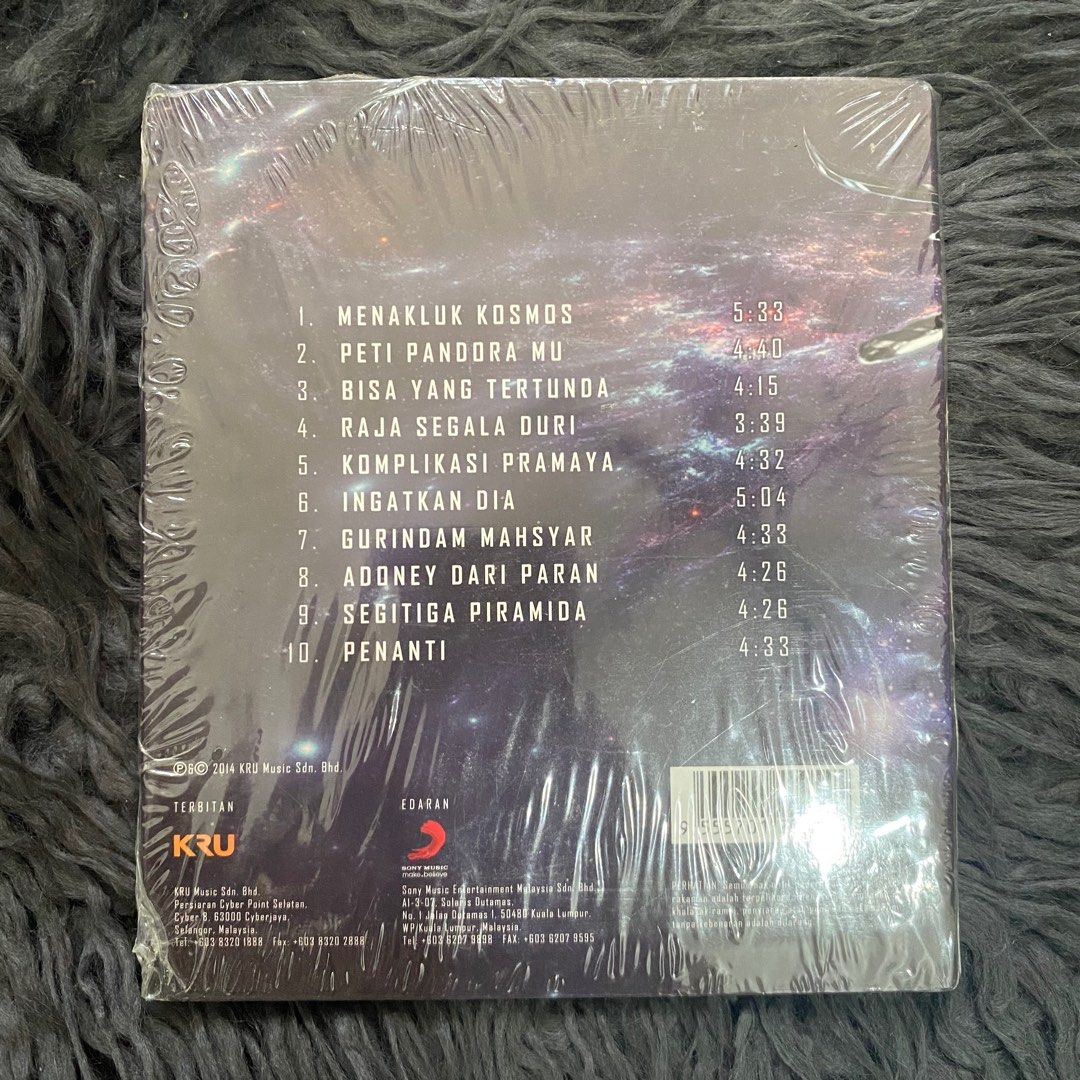 1. MENAKLUK KOSMOS 5:33
2. PETI PANDORA MU 4:40
3. BISA YANG TERTUNDA 4:15
4. RAJA SEGALA DURI 3:39
5. KOMPLIKASI PRAMAYA 4:32
6. INGATKAN DIA 5:04
7. GURINDAM MAHSYAR 4:33
8. ADONEY DARI PARAN 4:26
9. SEGITIGA PIRAMIDA 4:26
10. PENANTI 4:33
℗&© 2014 KRU Music Sdn. Bhd.
TERBITAN
KRU
KRU Music Sdn. Bhd.
Persiaran Cyber Point Selatan,
Cyber 8, 63000 Cyberjaya,
Selangor, Malaysia.
Tel: +603 8320 1888 Fax: +603 8320 2888
EDARAN
SONY MUSIC
make.believe
Sony Music Entertainment Malaysia Sdn. Bhd.
A1-3-07, Solaris Dutamas,
No. 1 Jalan Dutamas 1, 50480 Kuala Lumpur,
WP Kuala Lumpur, Malaysia.
Tel: +603 6207 9898 FAX: +603 6207 9595
rakaman adalah
tanpa kebenaran adalah dilarang